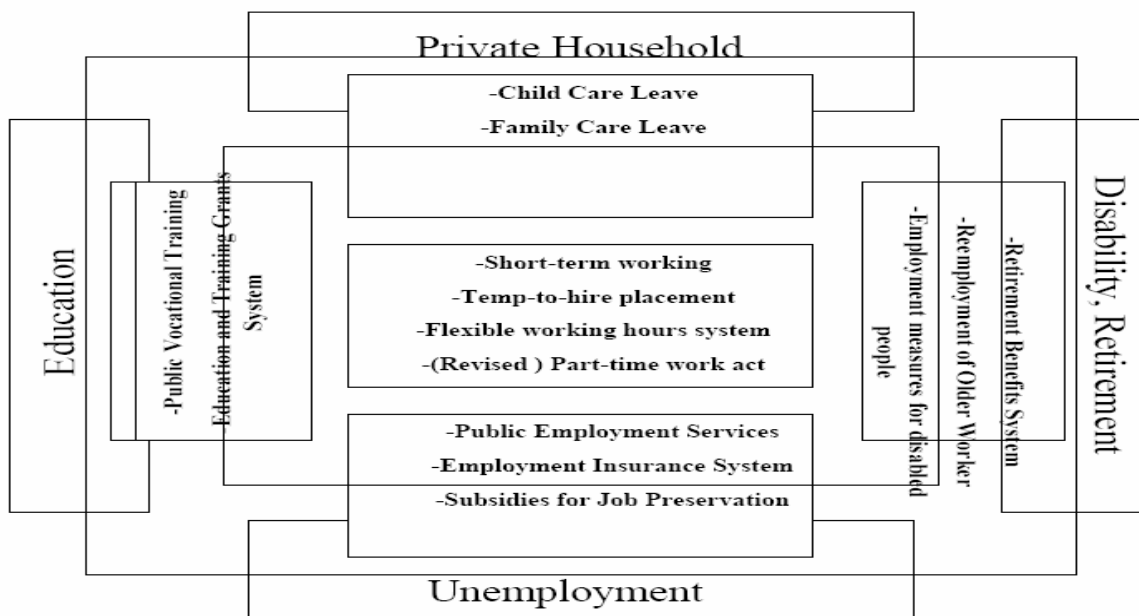 Private Household
-Child Care Leave
-Family Care Leave
Education
-Public Vocational Training
Education and Training Grants
System
-Short-term working
-Temp-to-hire placement
-Flexible working hours system
-(Revised ) Part-time work act
Disability, Retirement
-Retirement Benefits System
-Reemployment of Older Worker
-Employment measures for disabled
people
-Public Employment Services
-Employment Insurance System
-Subsidies for Job Preservation
Unemployment